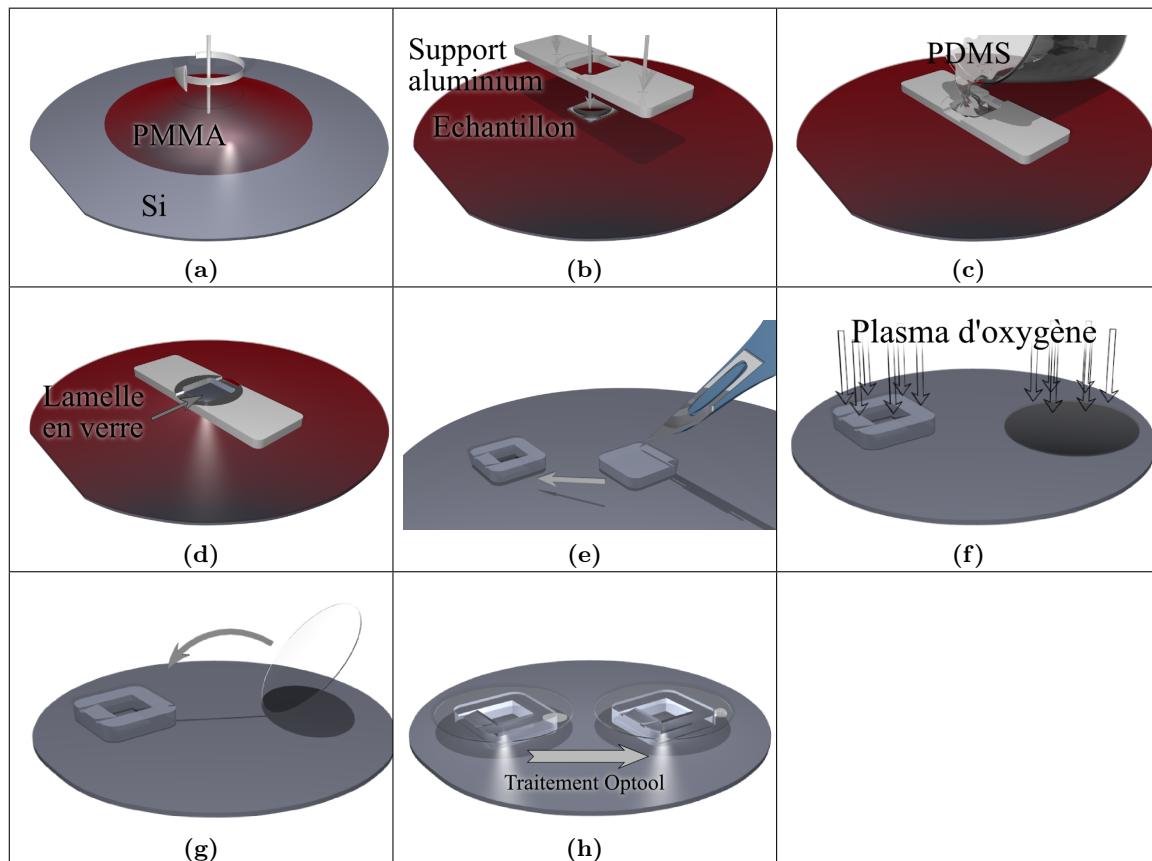 PMMA
Si
(a)
Support
aluminium
Echantillon
(b)
PDMS
(c)
Lamelle
en verre
(d)
(e)
Plasma d'oxygène
(f)
(g)
Traitement Optool
(h)